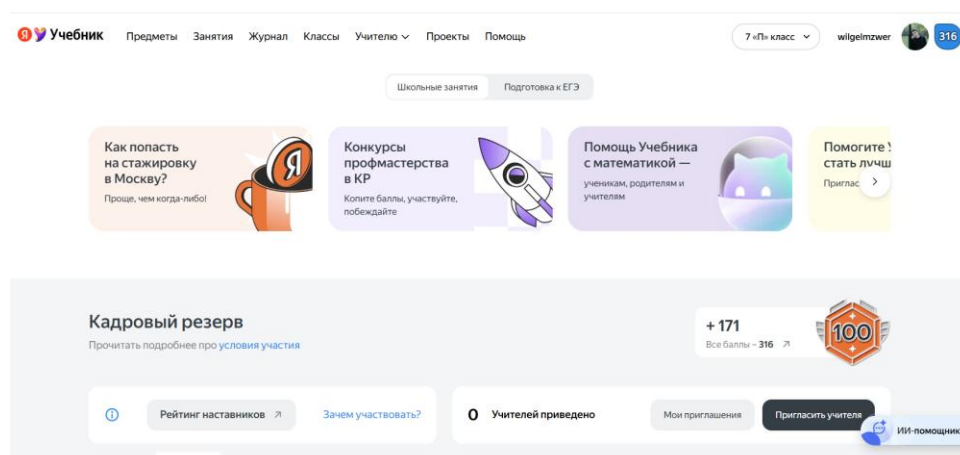 Я Учебник Предметы Занятия Журнал Классы Учителю Проекты Помощь 7 «П» класс wilgelmzwer 316
Школьные занятия Подготовка к ЕГЭ
Как попасть
на стажировку
в Москву?
Проще, чем когда-либо!
Я
Конкурсы
профмастерства
в КР
Копите баллы, участвуйте,
побеждайте
Помощь Учебника
с математикой —
ученикам, родителям и
учителям
Помогите
стать лучш
Приглас
Кадровый резерв
Прочитать подробнее про условия участия
+ 171
Все баллы – 316
100
Рейтинг наставников Зачем участвовать?
0 Учителей приведено Мои приглашения Пригласить учителя
ИИ-помощник